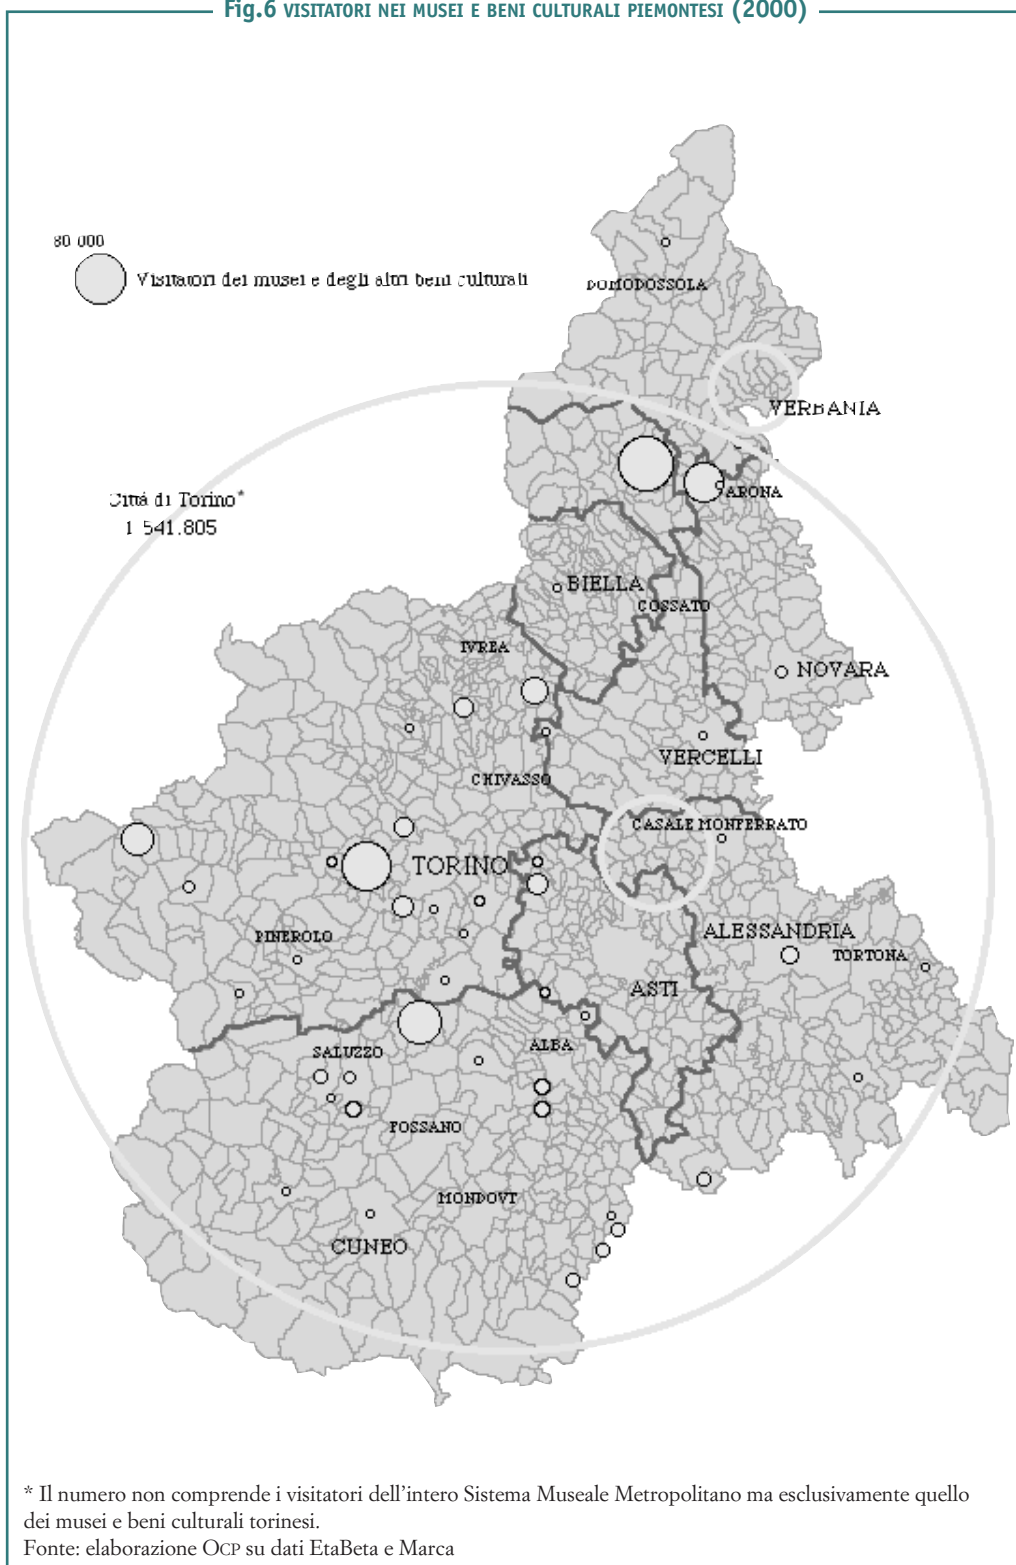 Fig.6 VISITATORI NEI MUSEI E BENI CULTURALI PIEMONTESI (2000)
80 000
Visitatori dei musei e degli altri beni culturali
DOMODOSSOLA
VERBANIA
Città di Torino*
1 541.805
ARONA
BIELLA
COSSATO
IVREA
NOVARA
VERCELLI
CHIVASSO
CASALE MONFERRATO
TORINO
PINEROLO
ALESSANDRIA
TORTONA
ASTI
SALUZZO
ALBA
FOSSANO
MONDOVI
CUNEO
* Il numero non comprende i visitatori dell'intero Sistema Museale Metropolitano ma esclusivamente quello
dei musei e beni culturali torinesi.
Fonte: elaborazione OCP su dati EtaBeta e Marca